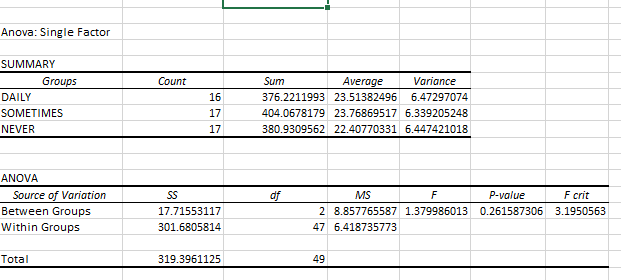 Anova: Single Factor
SUMMARY
Groups Count Sum Average Variance
DAILY 16 376.2211993 23.51382496 6.47297074
SOMETIMES 17 404.0678179 23.76869517 6.339205248
NEVER 17 380.9309562 22.40770331 6.447421018
ANOVA
Source of Variation SS df MS F P-value F crit
Between Groups 17.71553117 2 8.857765587 1.379986013 0.261587306 3.1950563
Within Groups 301.6805814 47 6.418735773
Total 319.3961125 49